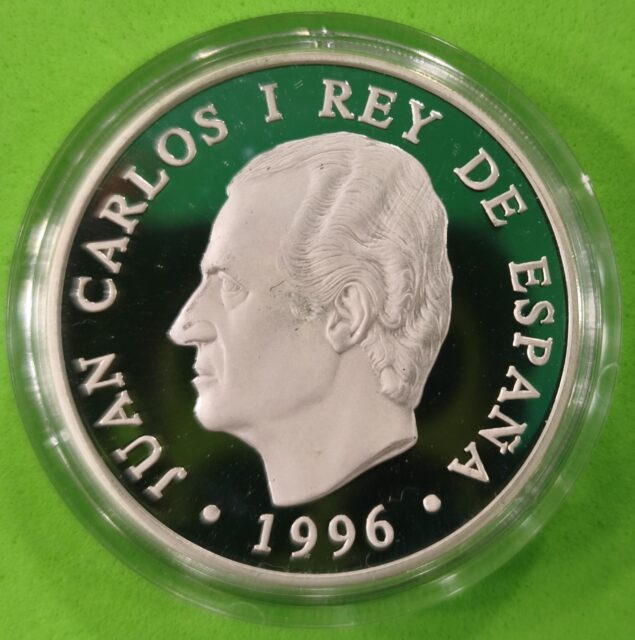 JUAN CARLOS I REY DE ESPAÑA
• 1996 •